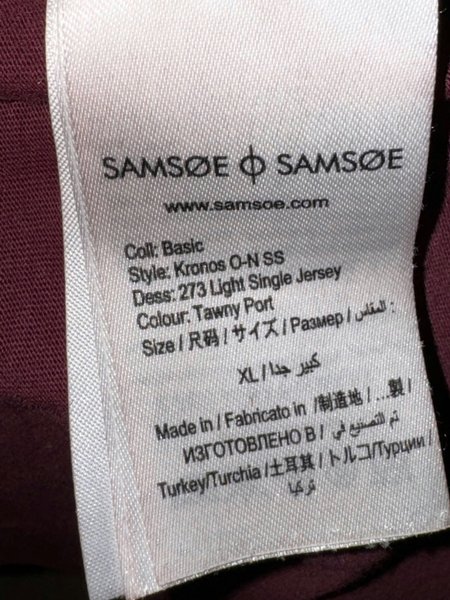 SAMSØE ϕ SAMSØE
www.samsoe.com
Coll: Basic
Style: Kronos O-N SS
Dess: 273 Light Single Jersey
Colour: Tawny Port
Size / 尺码 / サイズ / Размер / المقاس :
XL / كبير جدا
Made in / Fabricato in /制造地 / ...製 /
ИЗГОТОВЛЕНО В / تم التصنيع في
Turkey/Turchia /土耳其 / トルコ/Турции /
تركيا